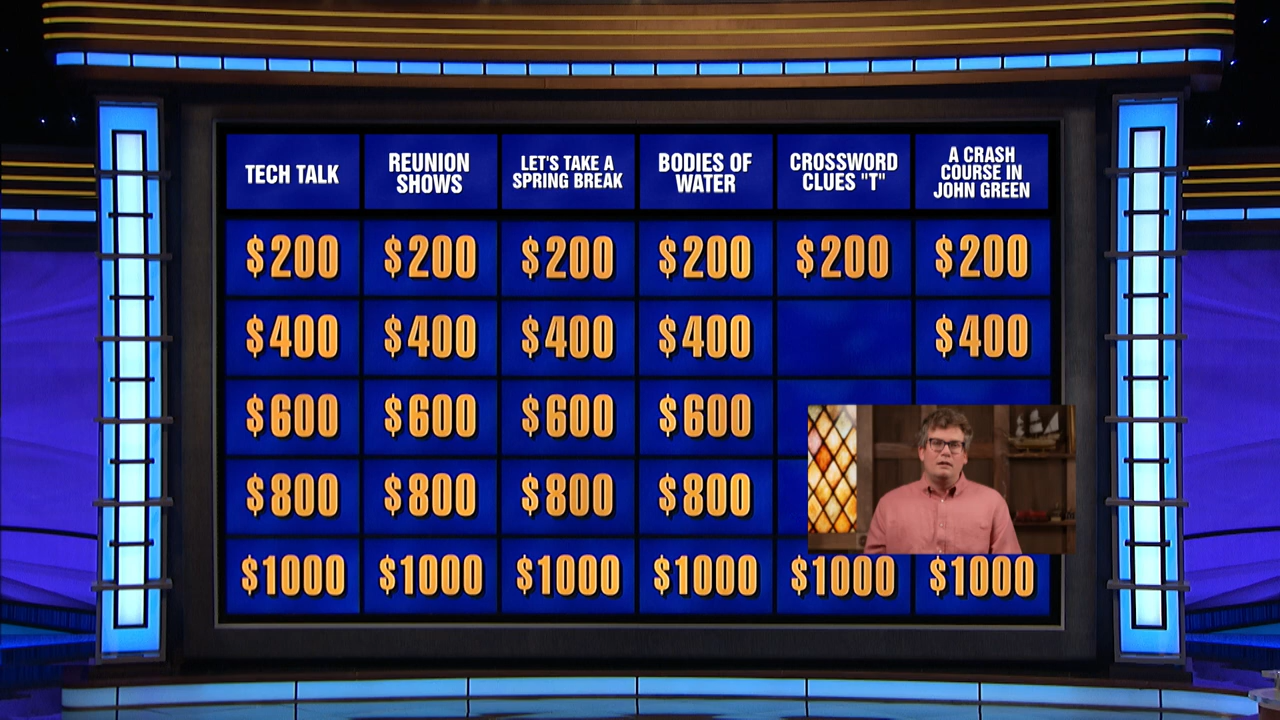 TECH TALK
REUNION
SHOWS
LET'S TAKE A
SPRING BREAK
BODIES OF
WATER
CROSSWORD
CLUES "T"
A CRASH
COURSE IN
JOHN GREEN
$200 $200 $200 $200 $200 $200
$400 $400 $400 $400 $400
$600 $600 $600 $600
$800 $800 $800 $800
$1000 $1000 $1000 $1000 $1000 $1000